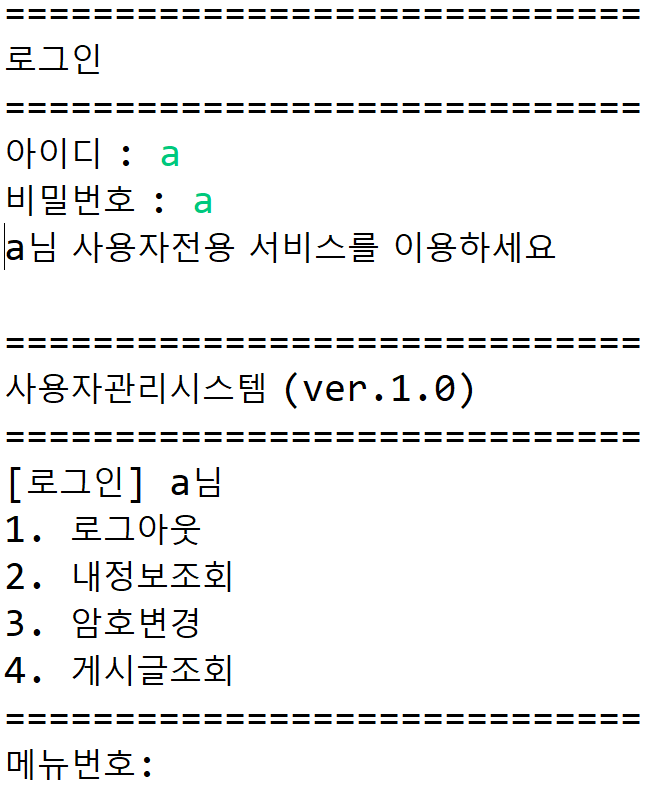 =============================
로그인
=============================
아이디 : a
비밀번호 : a
a님 사용자전용 서비스를 이용하세요
=============================
사용자관리시스템 (ver.1.0)
=============================
[로그인] a님
1. 로그아웃
2. 내정보조회
3. 암호변경
4. 게시글조회
=============================
메뉴번호: